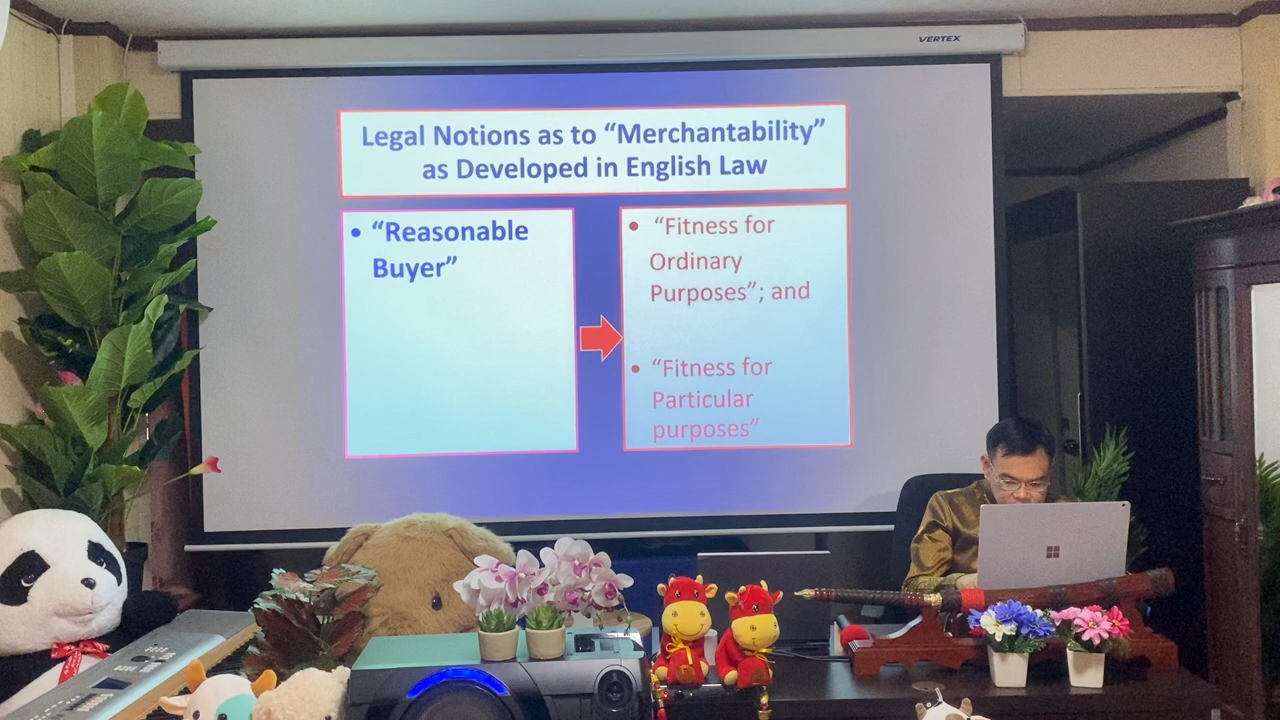 VERTEX
Legal Notions as to “Merchantability”
as Developed in English Law
• “Reasonable
Buyer”
• “Fitness for
Ordinary
Purposes”; and
• “Fitness for
Particular
purposes”